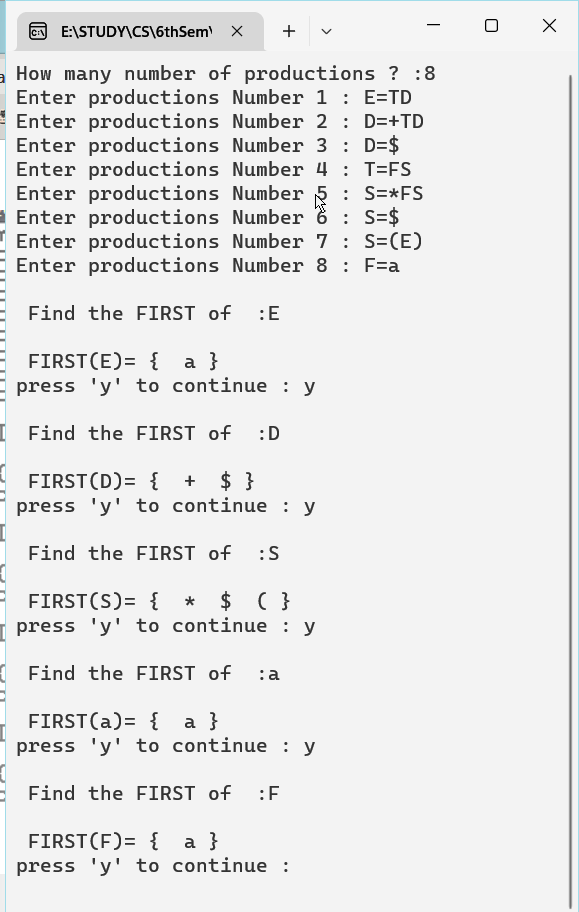 E:\STUDY\CS\6thSem\
How many number of productions ? :8
Enter productions Number 1 : E=TD
Enter productions Number 2 : D=+TD
Enter productions Number 3 : D=$
Enter productions Number 4 : T=FS
Enter productions Number 5 : S=*FS
Enter productions Number 6 : S=$
Enter productions Number 7 : S=(E)
Enter productions Number 8 : F=a
Find the FIRST of  :E
FIRST(E)= {  a }
press 'y' to continue : y
Find the FIRST of  :D
FIRST(D)= {  +  $ }
press 'y' to continue : y
Find the FIRST of  :S
FIRST(S)= {  *  $  ( }
press 'y' to continue : y
Find the FIRST of  :a
FIRST(a)= {  a }
press 'y' to continue : y
Find the FIRST of  :F
FIRST(F)= {  a }
press 'y' to continue :